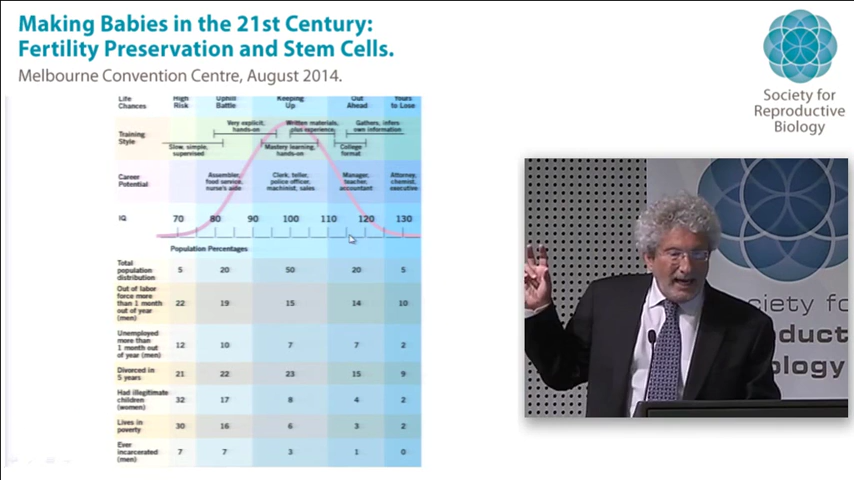 Making Babies in the 21st Century:
Fertility Preservation and Stem Cells.
Melbourne Convention Centre, August 2014.
Society for
Reproductive
Biology
Life Chances
High Risk
Uphill Battle
Keeping Up
Out Ahead
Yours to Lose
Training Style
Very explicit, hands-on
Written materials, plus experience
Gathers, infers own information
Slow, simple, supervised
Mastery learning, hands-on
College format
Career Potential
Assembler, food service, nurse's aide
Clerk, teller, police officer, machinist, sales
Manager, teacher, accountant
Attorney, chemist, executive
IQ 70 80 90 100 110 120 130
Population Percentages
Total population distribution 5 20 50 20 5
Out of labor force more than 1 month out of year (men) 22 19 15 14 10
Unemployed more than 1 month out of year (men) 12 10 7 7 2
Divorced in 5 years 21 22 23 15 9
Had illegitimate children (women) 32 17 8 4 2
Lives in poverty 30 16 6 3 2
Ever incarcerated (men) 7 7 3 1 0
ciety fo
oduct
ology